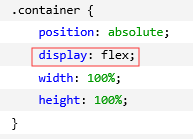 .container {
position: absolute;
display: flex;
width: 100%;
height: 100%;
}